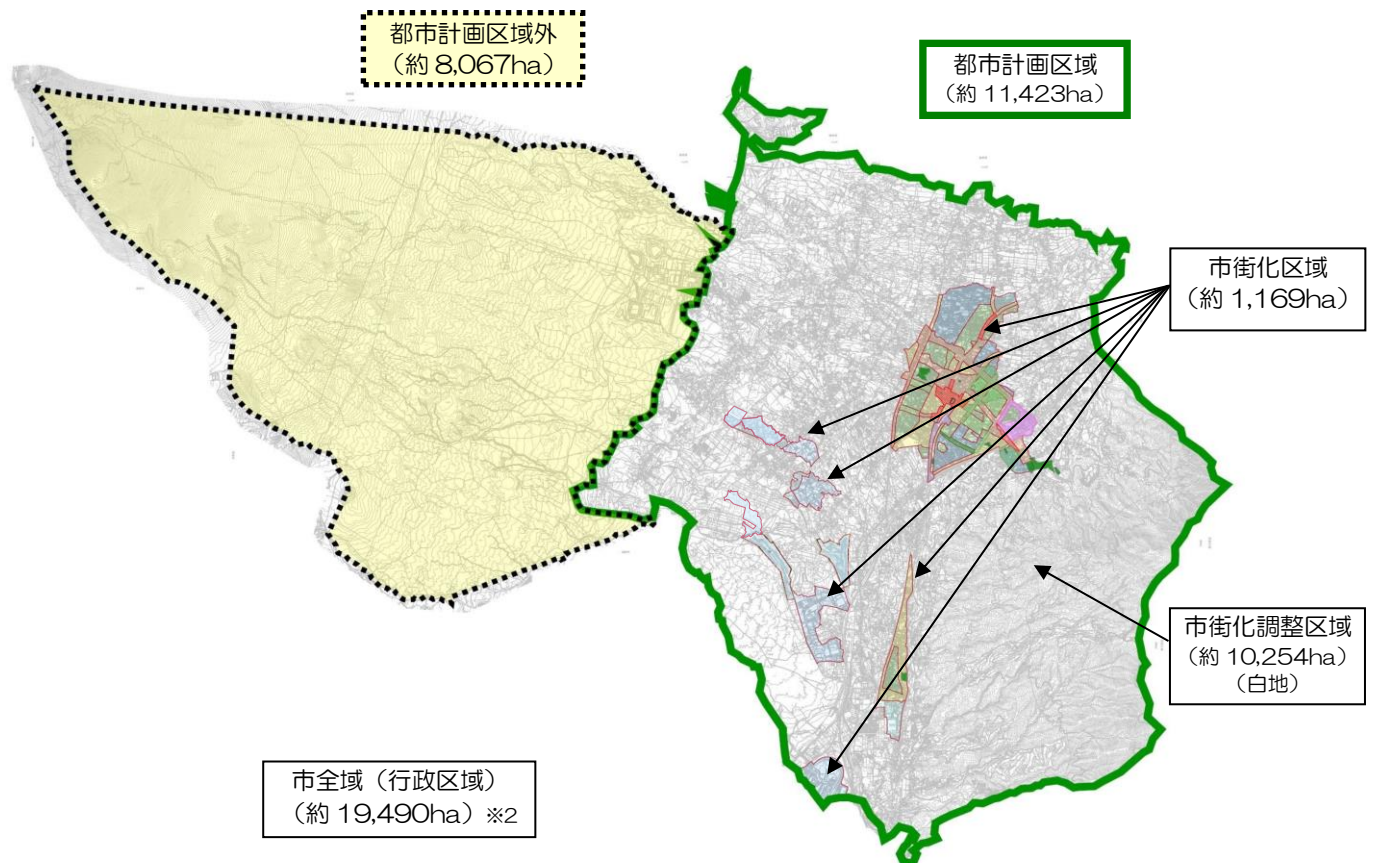 都市計画区域外
（約 8,067ha）
都市計画区域
（約 11,423ha）
市街化区域
（約 1,169ha）
市街化調整区域
（約 10,254ha）
（白地）
市全域（行政区域）
（約 19,490ha）※2